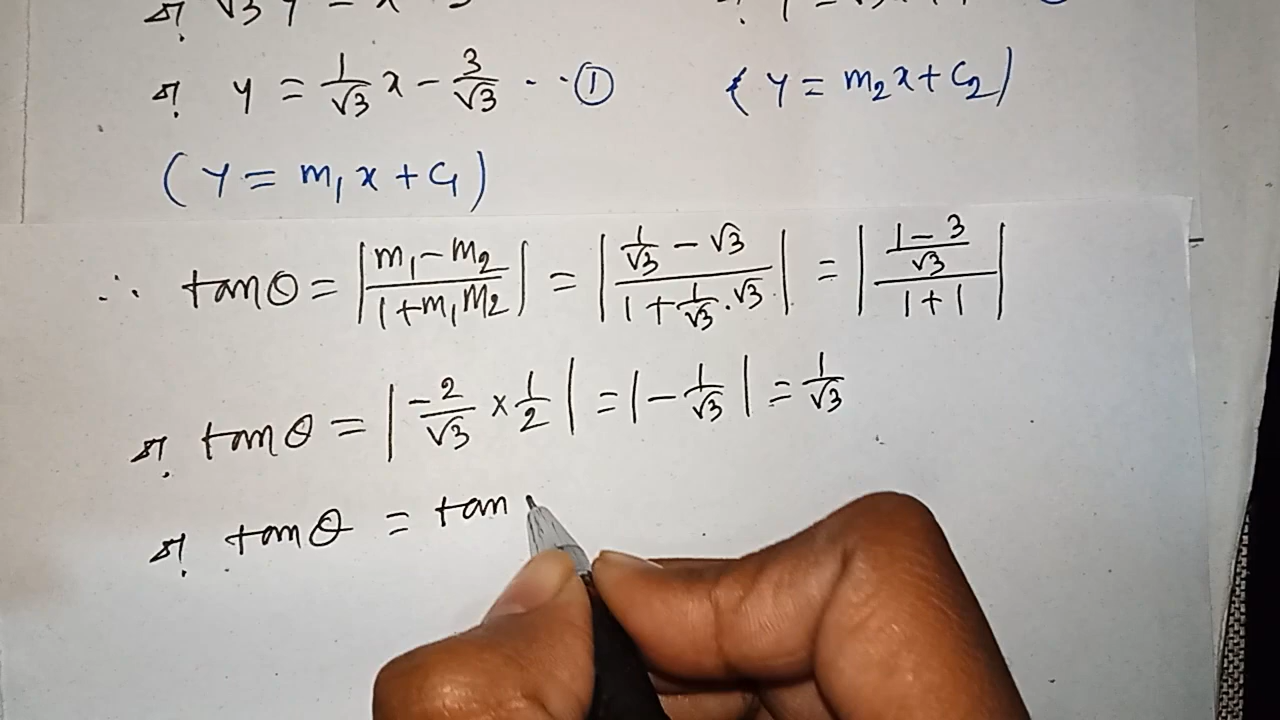 বা, y = 1/√3 x - 3/√3 - - ①
{ y = m₂x + C₂)
(y = m₁x + C₁)
∴ tanθ = |(m₁ - m₂)/(1 + m₁m₂)| = |(1/√3 - √3)/(1 + 1/√3 . √3)| = |((1 - 3)/√3)/(1 + 1)|
বা, tanθ = |-2/√3 × 1/2| = |-1/√3| = 1/√3
বা, tanθ = tan